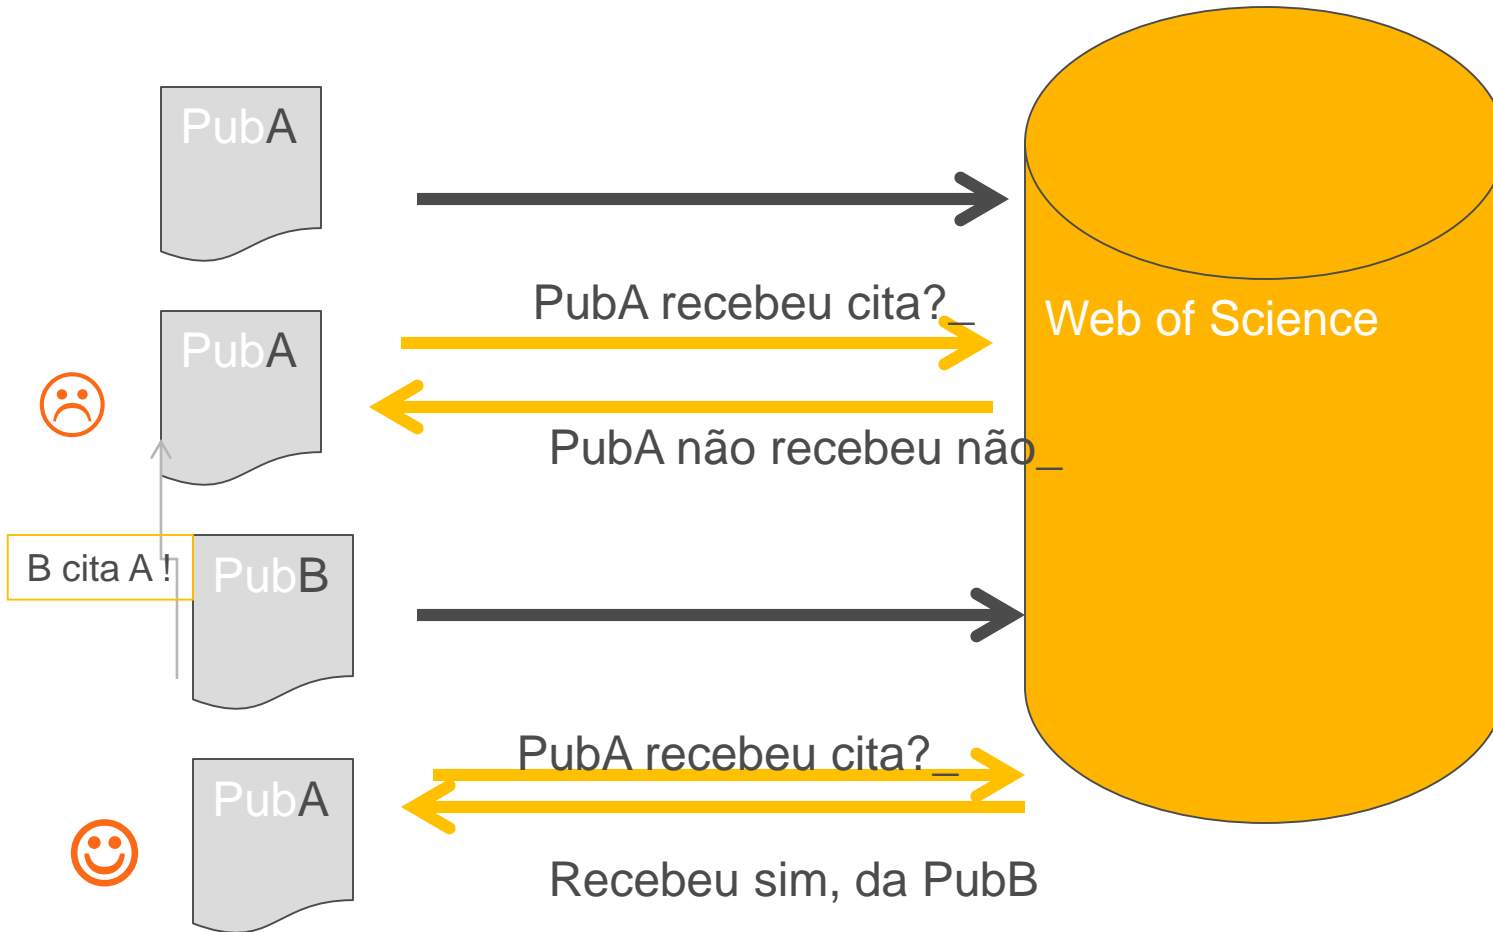 PubA
PubA recebeu cita?_
Web of Science
PubA
PubA não recebeu não_
B cita A !
PubB
PubA recebeu cita?_
PubA
Recebeu sim, da PubB